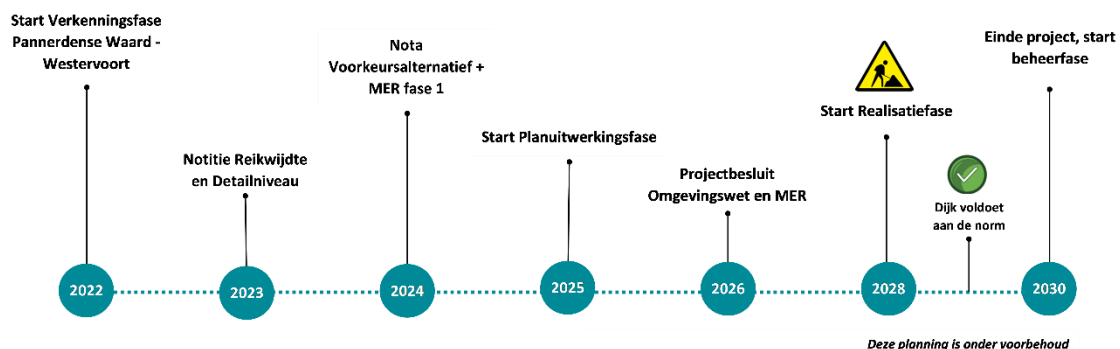 Start Verkenningsfase
Pannerdense Waard -
Westervoort
2022
Notitie Reikwijdte
en Detailniveau
2023
Nota
Voorkeursalternatief +
MER fase 1
2024
Start Planuitwerkingsfase
2025
Projectbesluit
Omgevingswet en MER
2026
Start Realisatiefase
2028
Dijk voldoet
aan de norm
Einde project, start
beheerfase
2030
Deze planning is onder voorbehoud